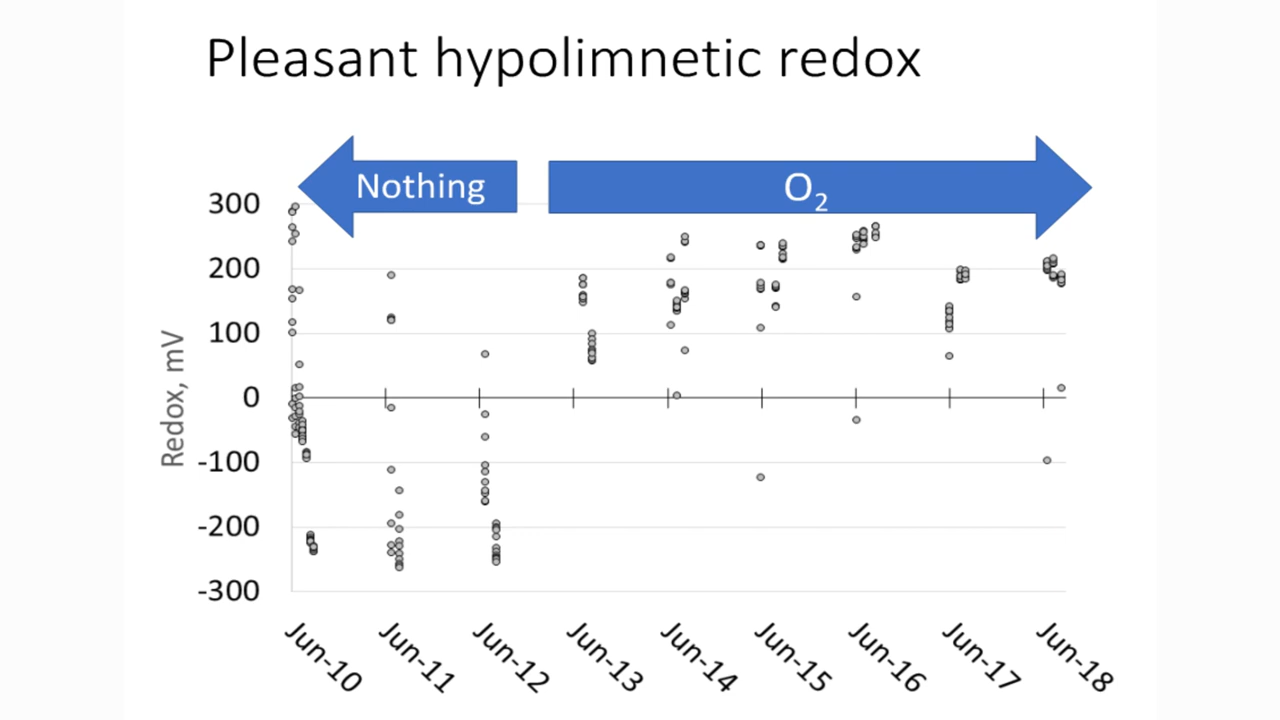 Pleasant hypolimnetic redox
Nothing
O2
Redox, mV
300
200
100
0
-100
-200
-300
Jun-10
Jun-11
Jun-12
Jun-13
Jun-14
Jun-15
Jun-16
Jun-17
Jun-18